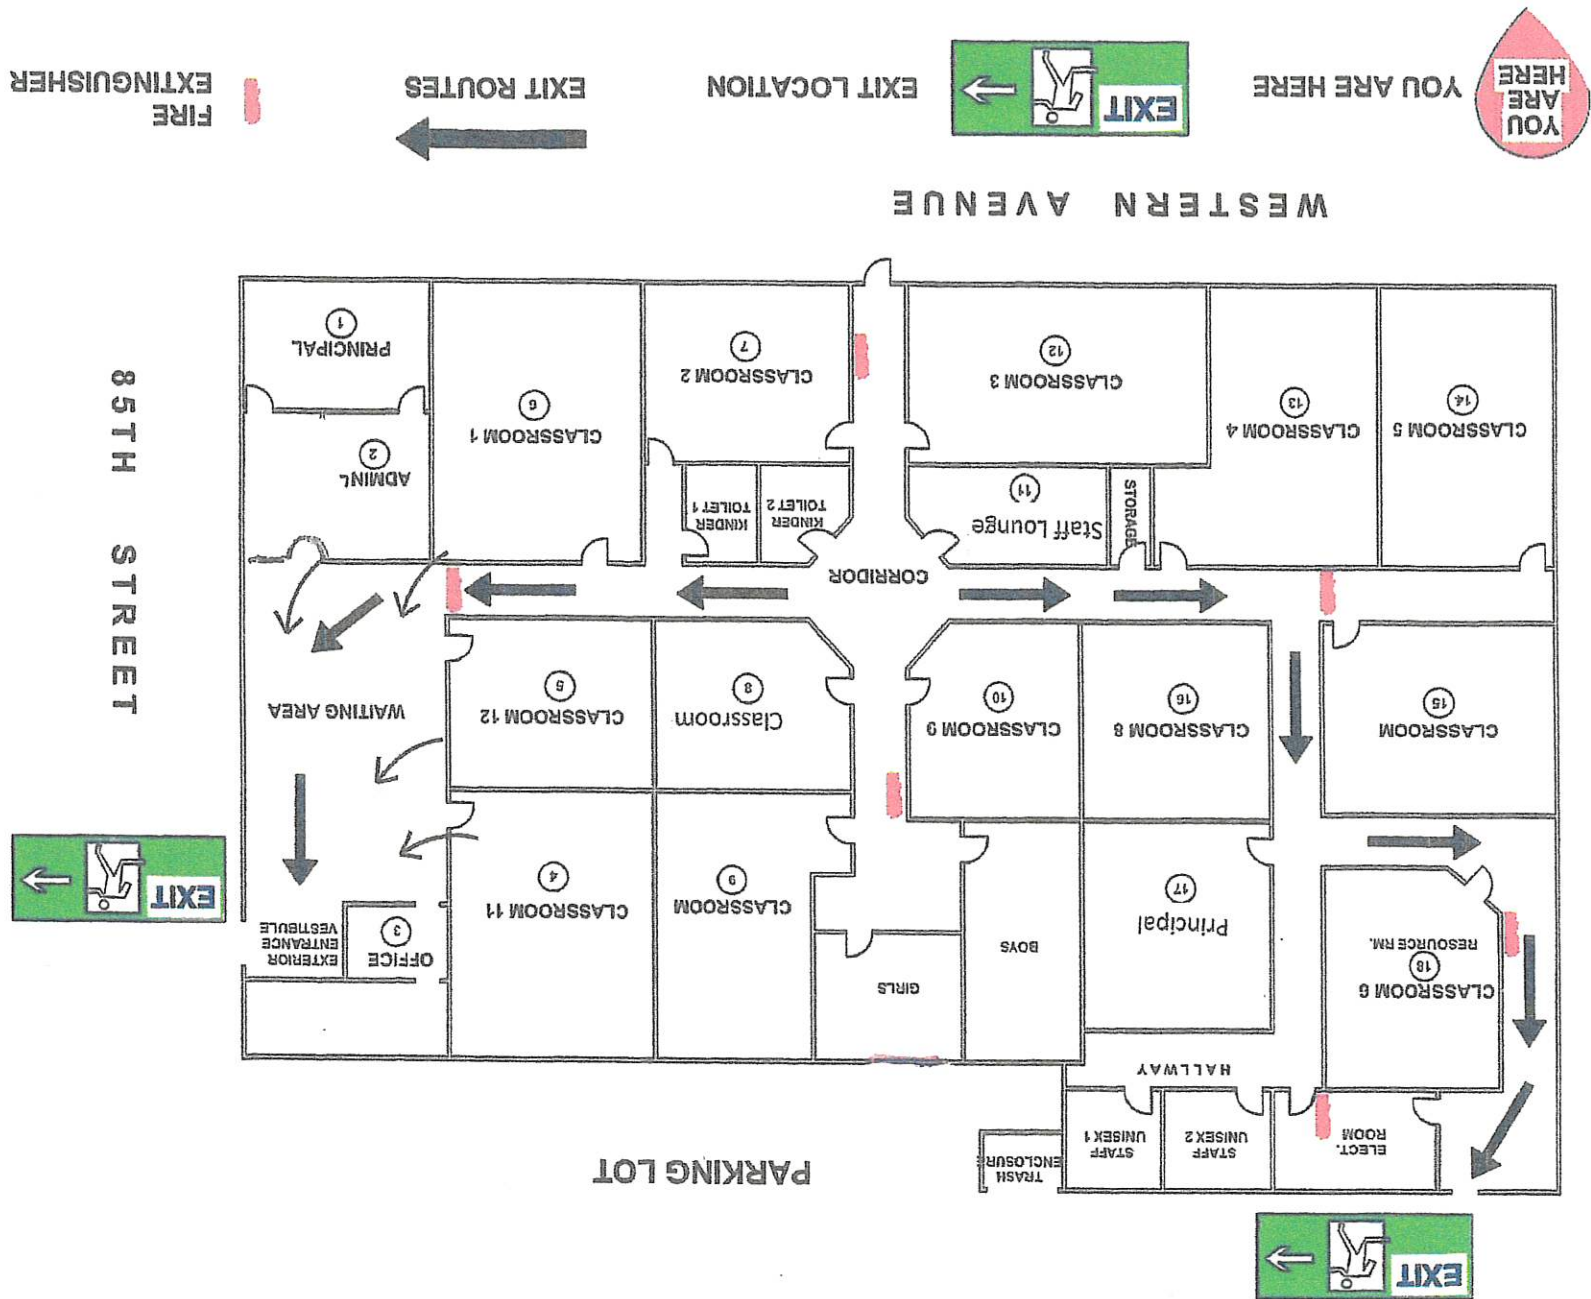 EXIT
ELECT.
ROOM
STAFF
UNISEX 2
STAFF
UNISEX 1
TRASH
ENCLOSURE
PARKING LOT
HALLWAY
CLASSROOM 6
18
RESOURCE RM.
Principal
17
BOYS
GIRLS
CLASSROOM
9
CLASSROOM 11
4
OFFICE
3
EXTERIOR
ENTRANCE
VESTIBULE
EXIT
CLASSROOM
15
CLASSROOM 8
16
CLASSROOM 9
10
Classroom
8
CLASSROOM 12
5
WAITING AREA
85TH STREET
CORRIDOR
CLASSROOM 5
14
CLASSROOM 4
13
STORAGE
Staff Lounge
11
CLASSROOM 3
12
KINDER
TOILET 2
KINDER
TOILET 1
CLASSROOM 2
7
CLASSROOM 1
6
ADMIN'L
2
PRINCIPAL
1
WESTERN AVENUE
YOU
ARE
HERE
YOU ARE HERE
EXIT
EXIT LOCATION
EXIT ROUTES
FIRE
EXTINGUISHER